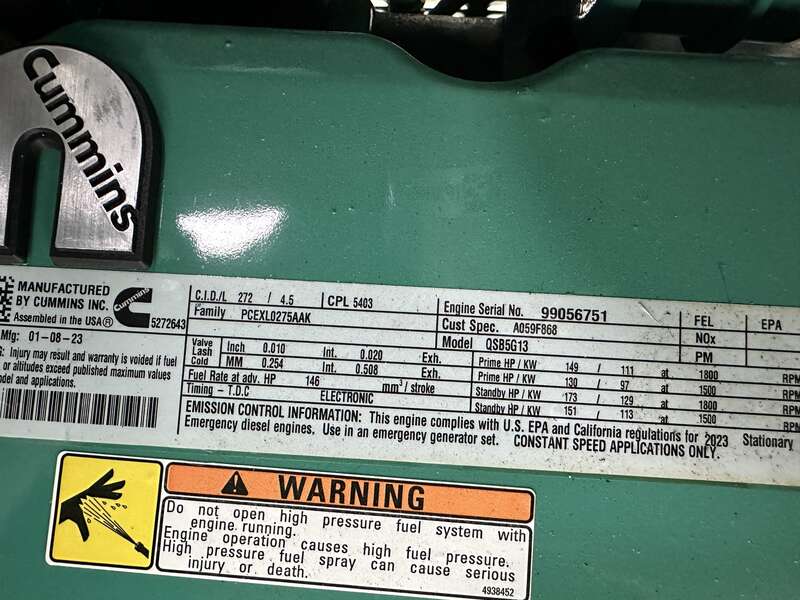 Cummins
MANUFACTURED
BY CUMMINS INC.
Assembled in the USA®
Cummins
5272643
Mfg: 01-08-23
Injury may result and warranty is voided if fuel
or altitudes exceed published maximum values
model and applications.
C.I.D./L 272 / 4.5
CPL 5403
Family PCEXL0275AAK
Valve Lash Cold
Inch 0.010 Int. 0.020 Exh.
MM 0.254 Int. 0.508 Exh.
Fuel Rate at adv. HP 146 mm³ / stroke
Timing - T.D.C ELECTRONIC
Engine Serial No. 99056751
Cust Spec. A059F868
Model QSB5G13
Prime HP / KW 149 / 111 at 1800 RPM
Prime HP / KW 130 / 97 at 1500 RPM
Standby HP / KW 173 / 129 at 1800 RPM
Standby HP / KW 151 / 113 at 1500 RPM
FEL
EPA
NOx
PM
EMISSION CONTROL INFORMATION: This engine complies with U.S. EPA and California regulations for 2023 Stationary
Emergency diesel engines. Use in an emergency generator set. CONSTANT SPEED APPLICATIONS ONLY.
WARNING
Do not open high pressure fuel system with
engine running.
Engine operation causes high fuel pressure.
High pressure fuel spray can cause serious
injury or death.
4938452